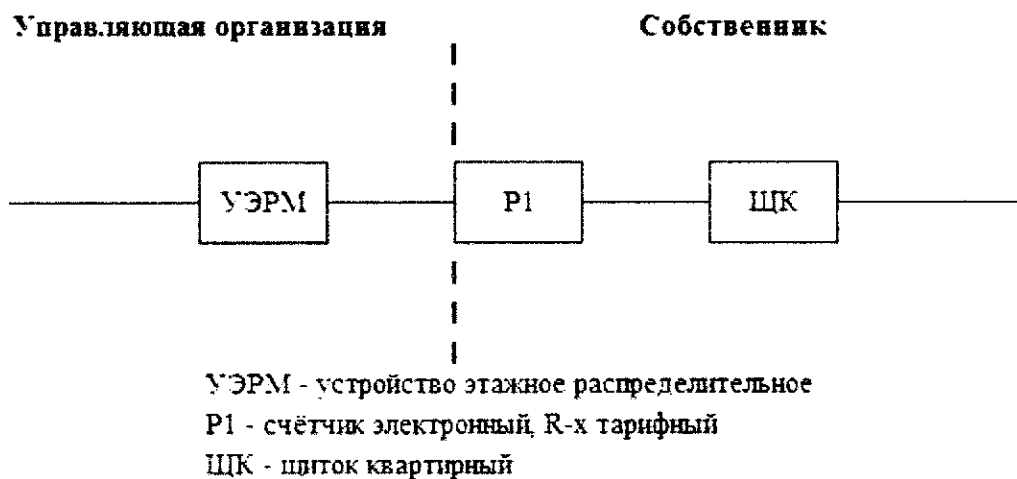 Управляющая организация
Собственник
УЭРМ
Р1
ЩК
УЭРМ - устройство этажное распределительное
Р1 - счётчик электронный, R-х тарифный
ЩК - щиток квартирный